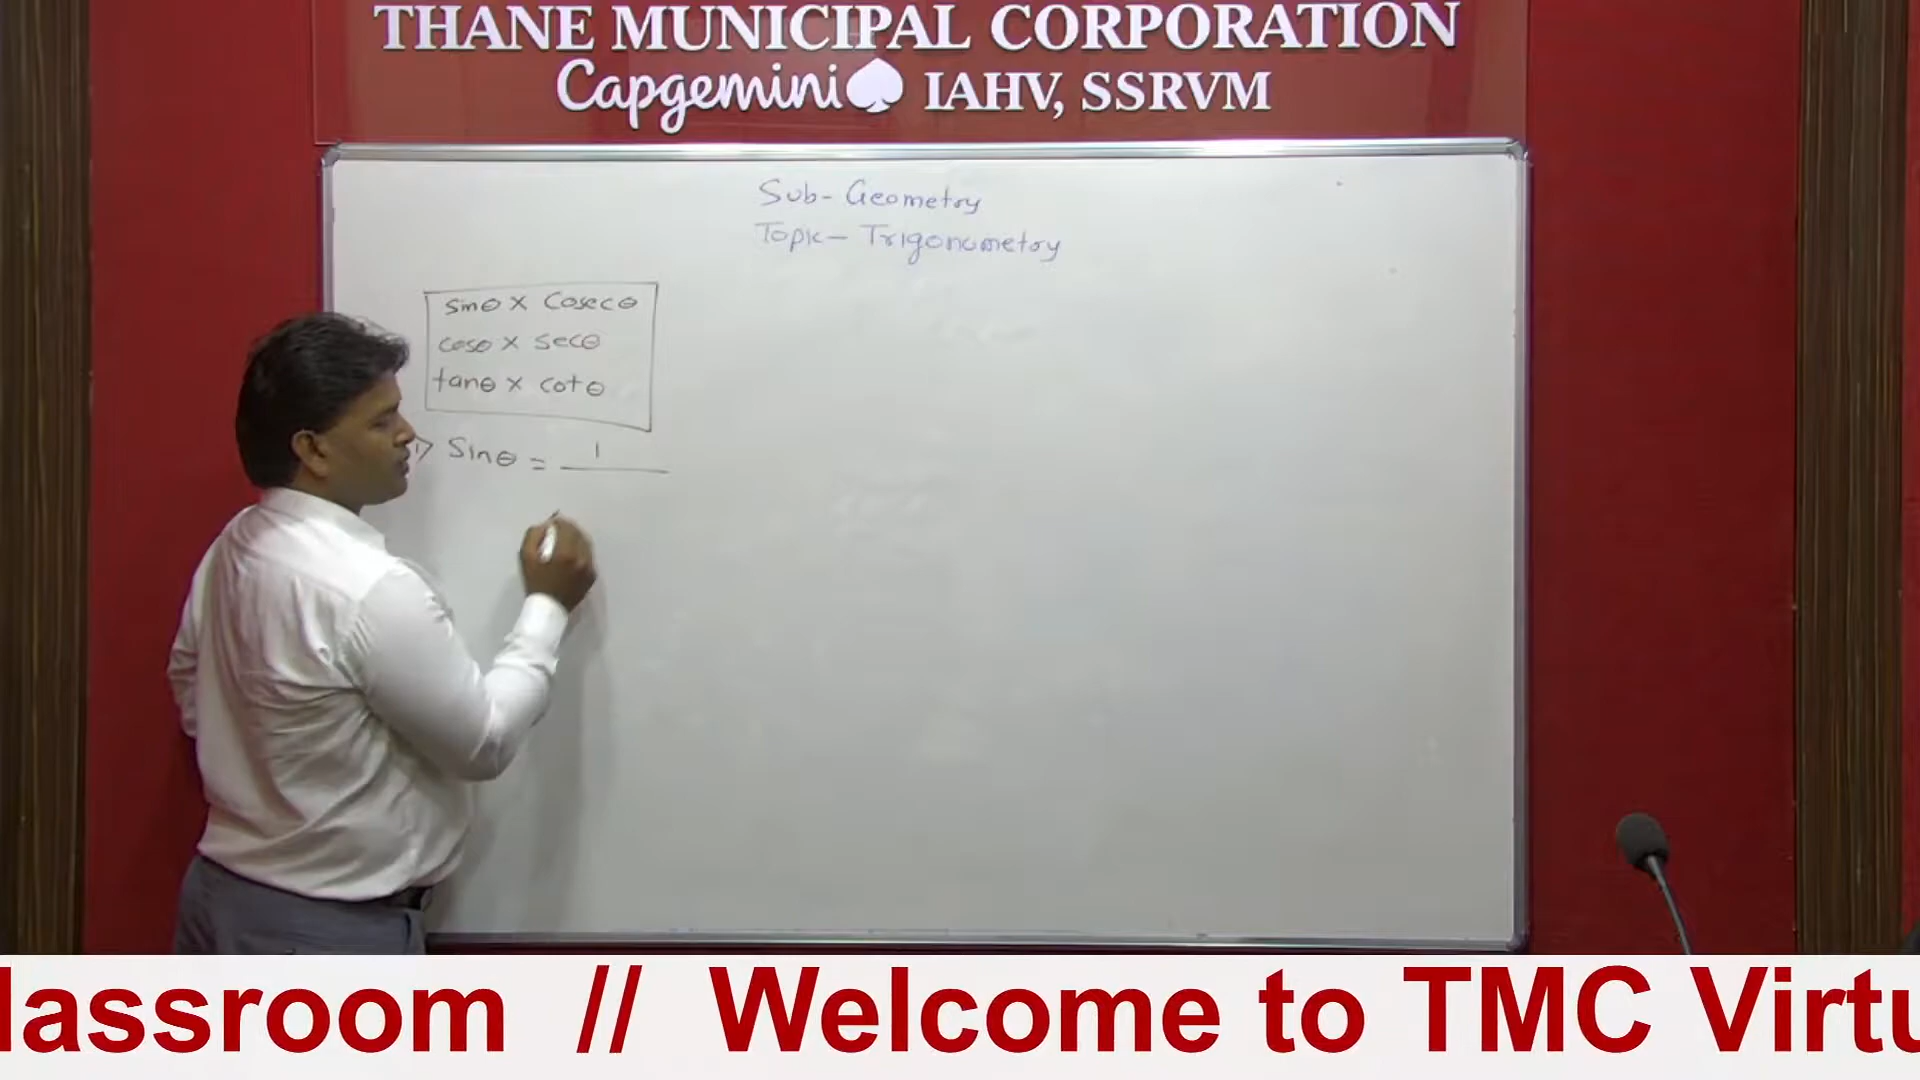 THANE MUNICIPAL CORPORATION
Capgemini IAHV, SSRVM
Sub- Geometry
Topic- Trigonometry
sinθ × Cosecθ
cosθ × secθ
tanθ × cotθ
1) Sinθ = 1
lassroom // Welcome to TMC Virtu